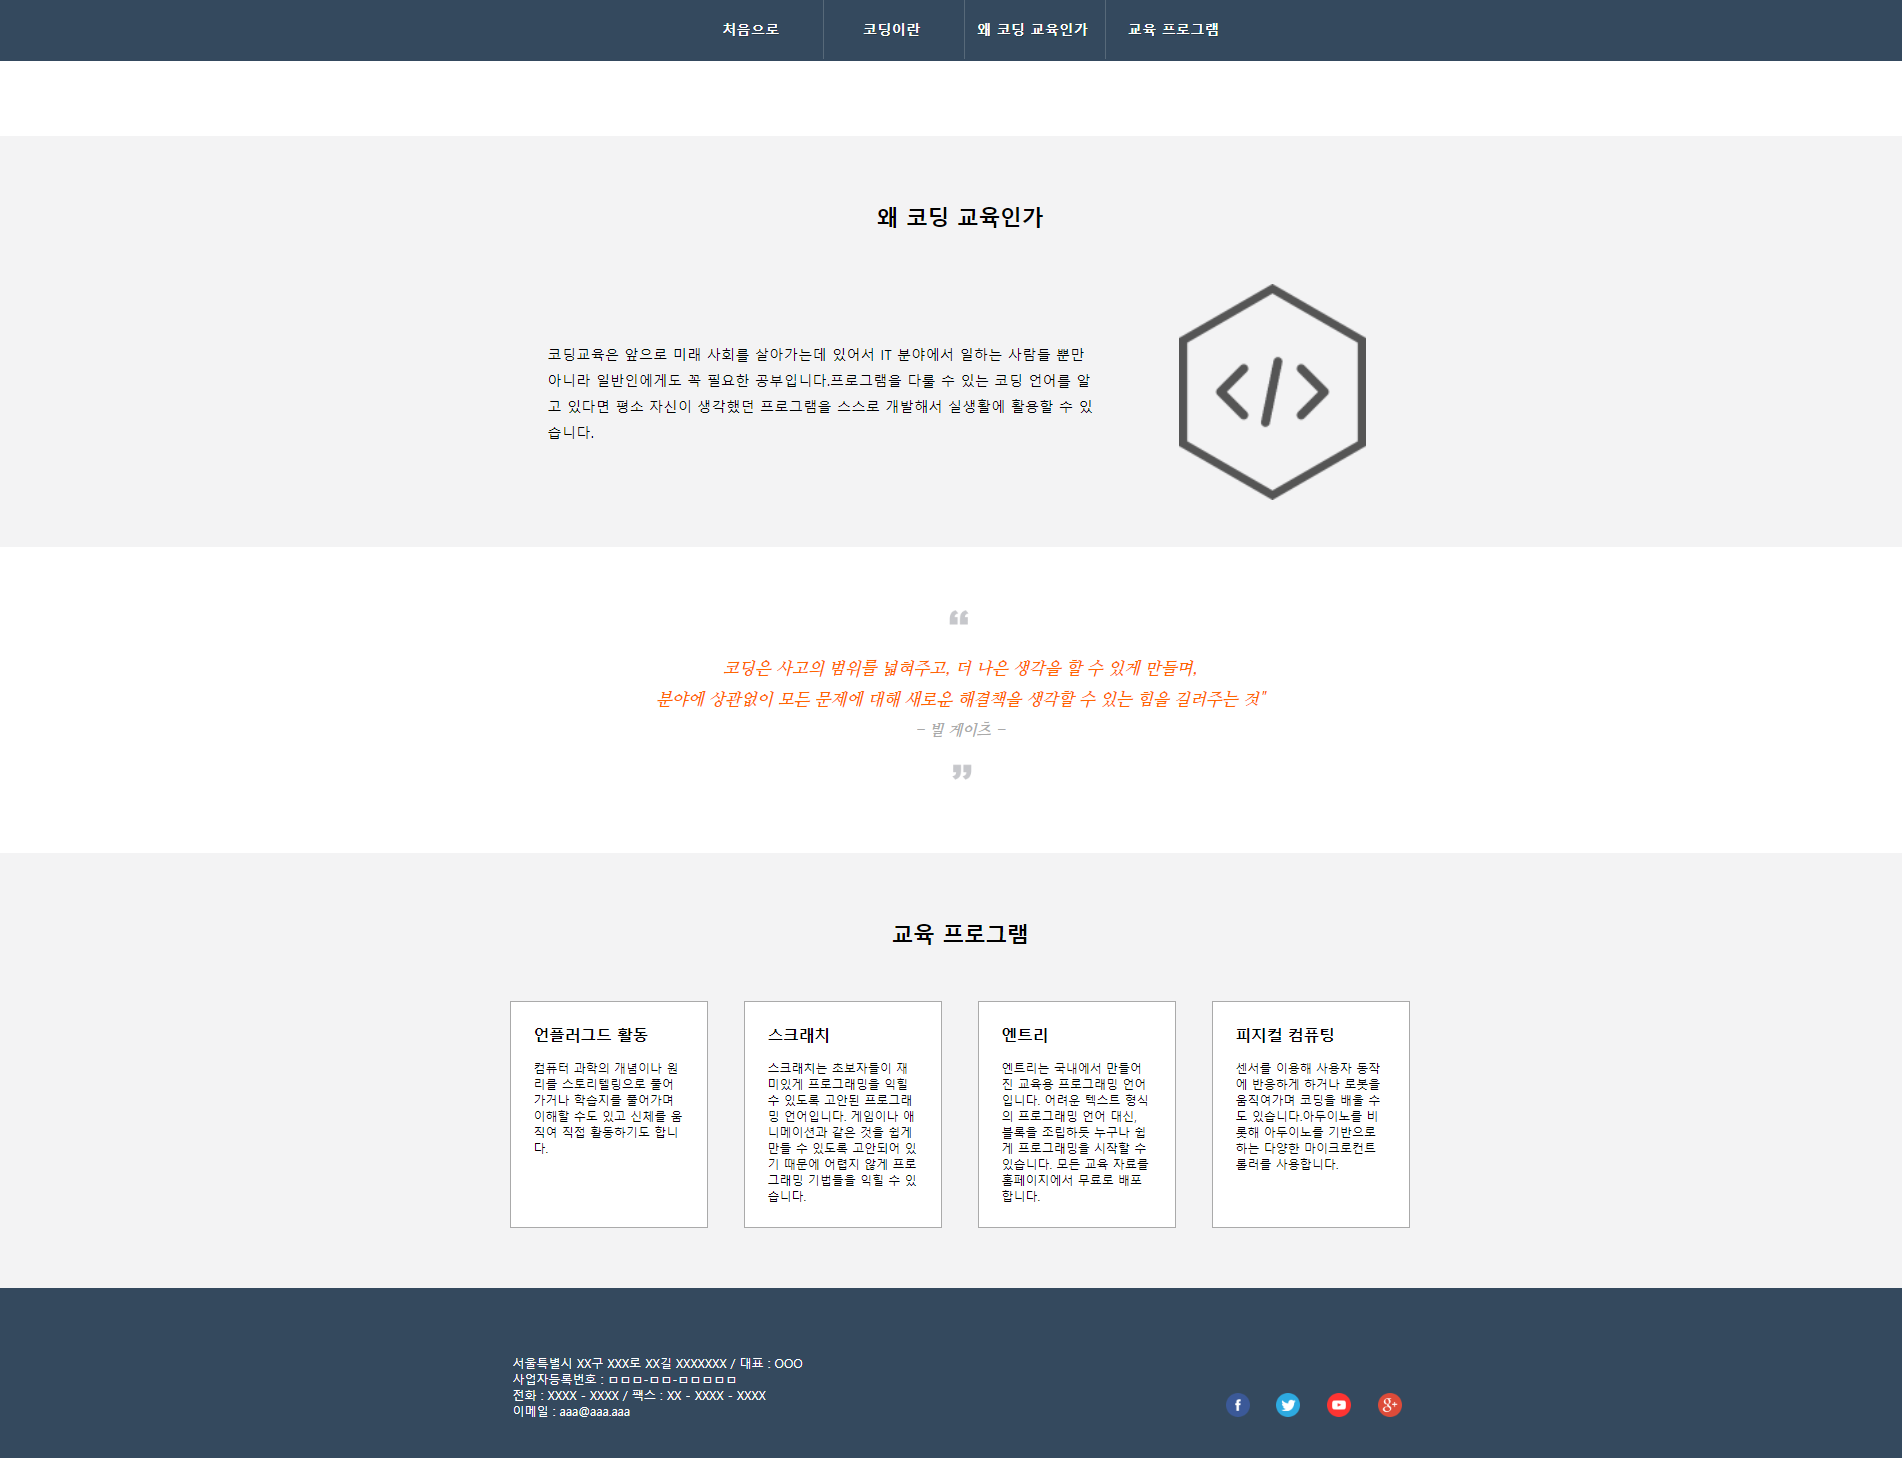 처음으로
코딩이란
왜 코딩 교육인가
교육 프로그램
왜 코딩 교육인가
코딩교육은 앞으로 미래 사회를 살아가는데 있어서 IT 분야에서 일하는 사람들 뿐만
아니라 일반인에게도 꼭 필요한 공부입니다.프로그램을 다룰 수 있는 코딩 언어를 알
고 있다면 평소 자신이 생각했던 프로그램을 스스로 개발해서 실생활에 활용할 수 있
습니다.
</>
“
코딩은 사고의 범위를 넓혀주고, 더 나은 생각을 할 수 있게 만들며,
분야에 상관없이 모든 문제에 대해 새로운 해결책을 생각할 수 있는 힘을 길러주는 것"
- 빌 게이츠 -
”
교육 프로그램
언플러그드 활동
컴퓨터 과학의 개념이나 원
리를 스토리텔링으로 풀어
가거나 학습지를 풀어가며
이해할 수도 있고 신체를 움
직여 직접 활동하기도 합니
다.
스크래치
스크래치는 초보자들이 재
미있게 프로그래밍을 익힐
수 있도록 고안된 프로그래
밍 언어입니다. 게임이나 애
니메이션과 같은 것을 쉽게
만들 수 있도록 고안되어 있
기 때문에 어렵지 않게 프로
그래밍 기법들을 익힐 수 있
습니다.
엔트리
엔트리는 국내에서 만들어
진 교육용 프로그래밍 언어
입니다. 어려운 텍스트 형식
의 프로그래밍 언어 대신,
블록을 조립하듯 누구나 쉽
게 프로그래밍을 시작할 수
있습니다. 모든 교육 자료를
홈페이지에서 무료로 배포
합니다.
피지컬 컴퓨팅
센서를 이용해 사용자 동작
에 반응하게 하거나 로봇을
움직여가며 코딩을 배울 수
도 있습니다.아두이노를 비
롯해 아두이노를 기반으로
하는 다양한 마이크로컨트
롤러를 사용합니다.
서울특별시 XX구 XXX로 XX길 XXXXXXX / 대표 : OOO
사업자등록번호 : ㅁㅁㅁ-ㅁㅁ-ㅁㅁㅁㅁㅁ
전화 : XXXX - XXXX / 팩스 : XX - XXXX - XXXX
이메일 : aaa@aaa.aaa